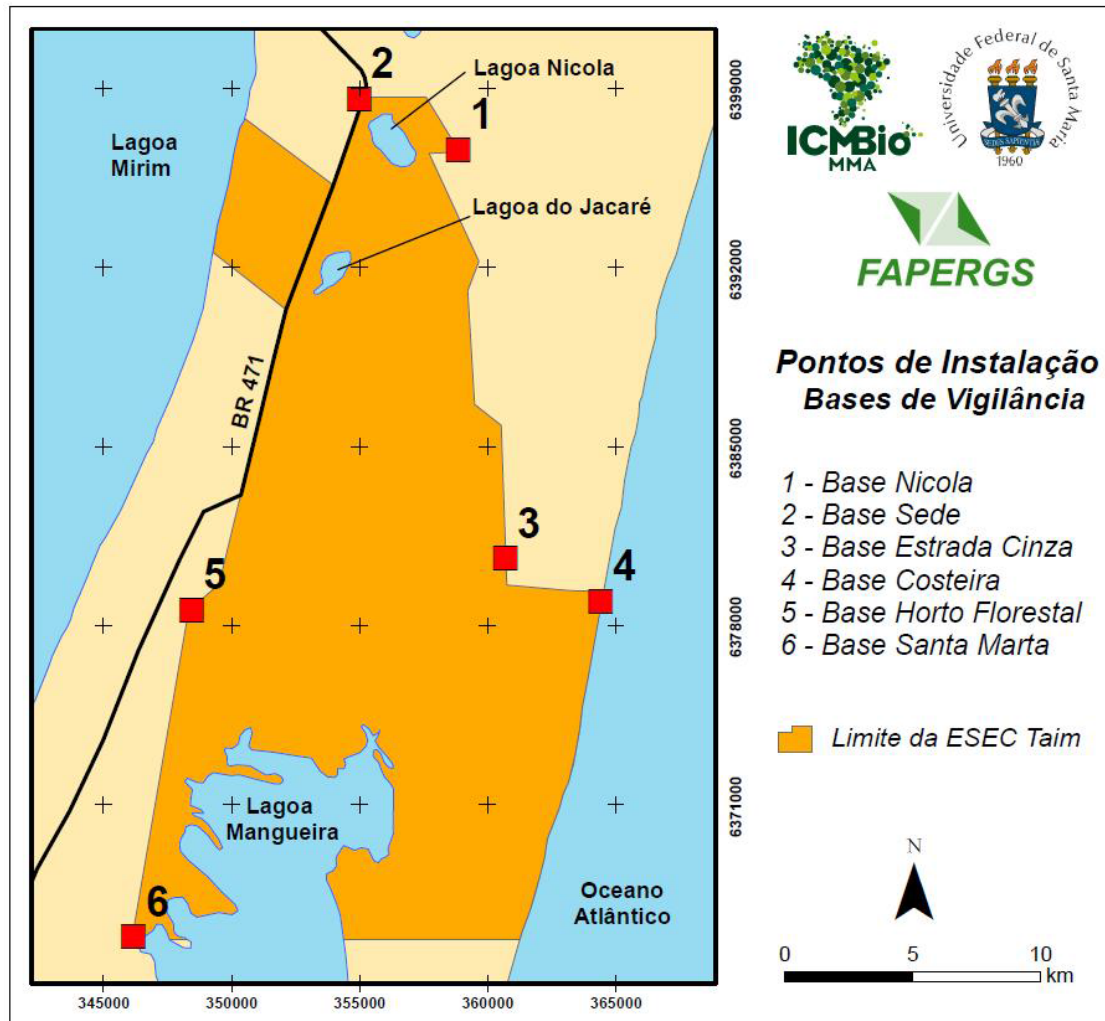 2
Lagoa Nicola
1
Lagoa
Mirim
Lagoa do Jacaré
BR 471
3
4
5
Lagoa
Mangueira
6
Oceano
Atlântico
345000
350000
355000
360000
365000
6399000
6392000
6385000
6378000
6371000
ICMBio
MMA
Universidade Federal de Santa Maria
SEDES SAPIENTIAE
1960
FAPERGS
Pontos de Instalação
Bases de Vigilância
1 - Base Nicola
2 - Base Sede
3 - Base Estrada Cinza
4 - Base Costeira
5 - Base Horto Florestal
6 - Base Santa Marta
Limite da ESEC Taim
N
0 5 10
km